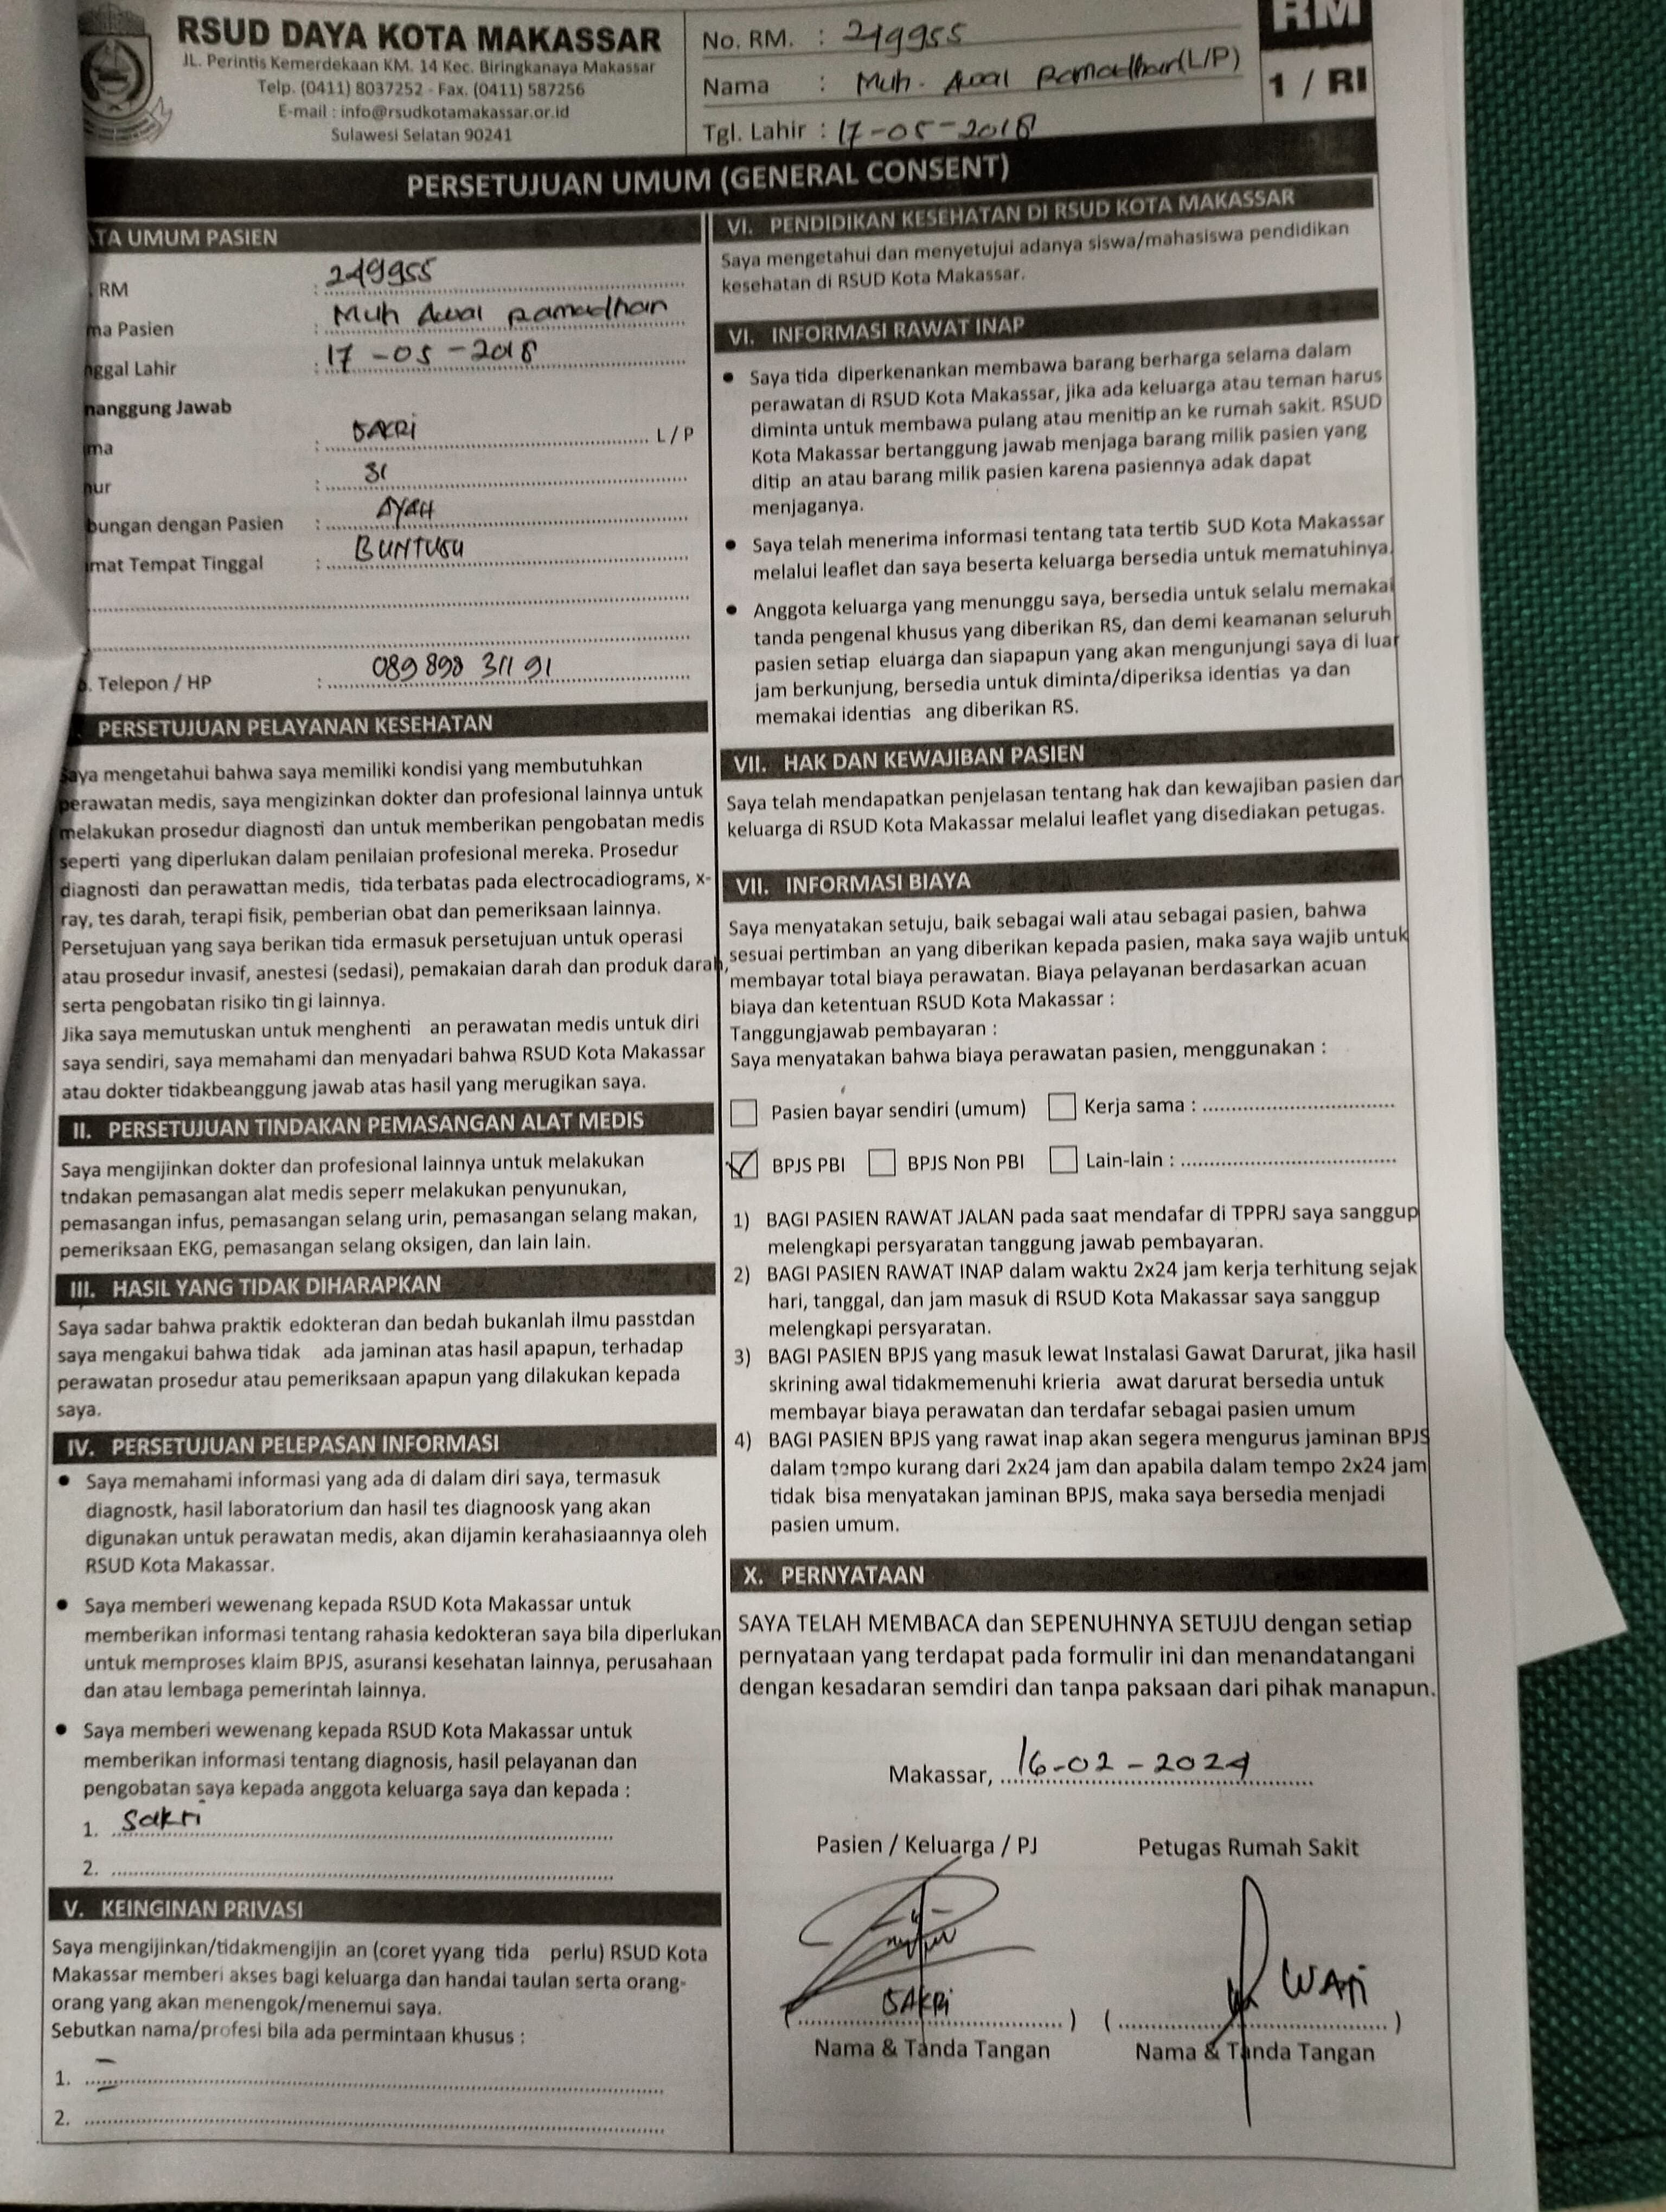 RSUD DAYA KOTA MAKASSAR
JL. Perintis Kemerdekaan KM. 14 Kec. Biringkanaya Makassar
Telp. (0411) 8037252 - Fax. (0411) 587256
E-mail : info@rsudkotamakassar.or.id
Sulawesi Selatan 90241
No. RM. : 249955
Nama : Muh. Awal Ramadhan (L/P)
Tgl. Lahir : 17-05-2018
RM
1 / RI
PERSETUJUAN UMUM (GENERAL CONSENT)
TA UMUM PASIEN
RM : 249955
ma Pasien : Muh Awal Ramadhan
nggal Lahir : 17-05-2018
nanggung Jawab
ma : SAKRI L / P
nur : 31
bungan dengan Pasien : AYAH
mat Tempat Tinggal : BUNTUSU
. Telepon / HP : 089 898 311 91
PERSETUJUAN PELAYANAN KESEHATAN
Saya mengetahui bahwa saya memiliki kondisi yang membutuhkan
perawatan medis, saya mengizinkan dokter dan profesional lainnya untuk
melakukan prosedur diagnosti dan untuk memberikan pengobatan medis
seperti yang diperlukan dalam penilaian profesional mereka. Prosedur
diagnosti dan perawattan medis, tida terbatas pada electrocadiograms, x-
ray, tes darah, terapi fisik, pemberian obat dan pemeriksaan lainnya.
Persetujuan yang saya berikan tida ermasuk persetujuan untuk operasi
atau prosedur invasif, anestesi (sedasi), pemakaian darah dan produk darah,
serta pengobatan risiko tin gi lainnya.
Jika saya memutuskan untuk menghenti an perawatan medis untuk diri
saya sendiri, saya memahami dan menyadari bahwa RSUD Kota Makassar
atau dokter tidakbeanggung jawab atas hasil yang merugikan saya.
II. PERSETUJUAN TINDAKAN PEMASANGAN ALAT MEDIS
Saya mengijinkan dokter dan profesional lainnya untuk melakukan
tndakan pemasangan alat medis seperr melakukan penyunukan,
pemasangan infus, pemasangan selang urin, pemasangan selang makan,
pemeriksaan EKG, pemasangan selang oksigen, dan lain lain.
III. HASIL YANG TIDAK DIHARAPKAN
Saya sadar bahwa praktik edokteran dan bedah bukanlah ilmu passtdan
saya mengakui bahwa tidak ada jaminan atas hasil apapun, terhadap
perawatan prosedur atau pemeriksaan apapun yang dilakukan kepada
saya.
IV. PERSETUJUAN PELEPASAN INFORMASI
• Saya memahami informasi yang ada di dalam diri saya, termasuk
diagnostk, hasil laboratorium dan hasil tes diagnoosk yang akan
digunakan untuk perawatan medis, akan dijamin kerahasiaannya oleh
RSUD Kota Makassar.
• Saya memberi wewenang kepada RSUD Kota Makassar untuk
memberikan informasi tentang rahasia kedokteran saya bila diperlukan
untuk memproses klaim BPJS, asuransi kesehatan lainnya, perusahaan
dan atau lembaga pemerintah lainnya.
• Saya memberi wewenang kepada RSUD Kota Makassar untuk
memberikan informasi tentang diagnosis, hasil pelayanan dan
pengobatan saya kepada anggota keluarga saya dan kepada :
1. Sakri
2.
V. KEINGINAN PRIVASI
Saya mengijinkan/tidakmengijin an (coret yyang tida perlu) RSUD Kota
Makassar memberi akses bagi keluarga dan handai taulan serta orang-
orang yang akan menengok/menemui saya.
Sebutkan nama/profesi bila ada permintaan khusus :
1.
2.
VI. PENDIDIKAN KESEHATAN DI RSUD KOTA MAKASSAR
Saya mengetahui dan menyetujui adanya siswa/mahasiswa pendidikan
kesehatan di RSUD Kota Makassar.
VI. INFORMASI RAWAT INAP
• Saya tida diperkenankan membawa barang berharga selama dalam
perawatan di RSUD Kota Makassar, jika ada keluarga atau teman harus
diminta untuk membawa pulang atau menitip an ke rumah sakit. RSUD
Kota Makassar bertanggung jawab menjaga barang milik pasien yang
ditip an atau barang milik pasien karena pasiennya adak dapat
menjaganya.
• Saya telah menerima informasi tentang tata tertib SUD Kota Makassar
melalui leaflet dan saya beserta keluarga bersedia untuk mematuhinya.
• Anggota keluarga yang menunggu saya, bersedia untuk selalu memakai
tanda pengenal khusus yang diberikan RS, dan demi keamanan seluruh
pasien setiap eluarga dan siapapun yang akan mengunjungi saya di luar
jam berkunjung, bersedia untuk diminta/diperiksa identias ya dan
memakai identias ang diberikan RS.
VII. HAK DAN KEWAJIBAN PASIEN
Saya telah mendapatkan penjelasan tentang hak dan kewajiban pasien dan
keluarga di RSUD Kota Makassar melalui leaflet yang disediakan petugas.
VII. INFORMASI BIAYA
Saya menyatakan setuju, baik sebagai wali atau sebagai pasien, bahwa
sesuai pertimban an yang diberikan kepada pasien, maka saya wajib untuk
membayar total biaya perawatan. Biaya pelayanan berdasarkan acuan
biaya dan ketentuan RSUD Kota Makassar :
Tanggungjawab pembayaran :
Saya menyatakan bahwa biaya perawatan pasien, menggunakan :
Pasien bayar sendiri (umum) Kerja sama :
✓ BPJS PBI BPJS Non PBI Lain-lain :
1) BAGI PASIEN RAWAT JALAN pada saat mendafar di TPPRJ saya sanggup
melengkapi persyaratan tanggung jawab pembayaran.
2) BAGI PASIEN RAWAT INAP dalam waktu 2x24 jam kerja terhitung sejak
hari, tanggal, dan jam masuk di RSUD Kota Makassar saya sanggup
melengkapi persyaratan.
3) BAGI PASIEN BPJS yang masuk lewat Instalasi Gawat Darurat, jika hasil
skrining awal tidakmemenuhi krieria awat darurat bersedia untuk
membayar biaya perawatan dan terdafar sebagai pasien umum
4) BAGI PASIEN BPJS yang rawat inap akan segera mengurus jaminan BPJS
dalam tempo kurang dari 2x24 jam dan apabila dalam tempo 2x24 jam
tidak bisa menyatakan jaminan BPJS, maka saya bersedia menjadi
pasien umum.
X. PERNYATAAN
SAYA TELAH MEMBACA dan SEPENUHNYA SETUJU dengan setiap
pernyataan yang terdapat pada formulir ini dan menandatangani
dengan kesadaran semdiri dan tanpa paksaan dari pihak manapun.
Makassar, 16-02-2024
Pasien / Keluarga / PJ Petugas Rumah Sakit
(SAKRI) (WATI)
Nama & Tanda Tangan Nama & Tanda Tangan